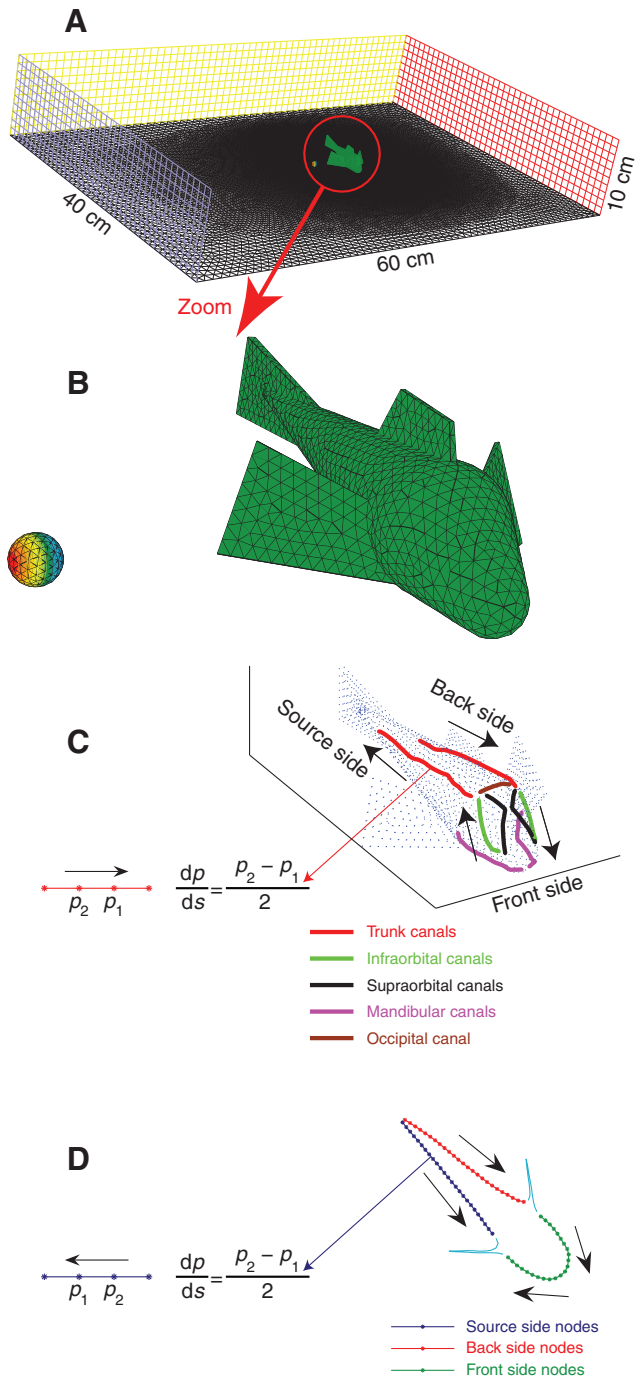 A
40 cm
60 cm
10 cm
Zoom
B
C
Source side
Back side
Front side
p2 p1
dp/ds = (p2 − p1)/2
Trunk canals
Infraorbital canals
Supraorbital canals
Mandibular canals
Occipital canal
D
p1 p2
dp/ds = (p2 − p1)/2
Source side nodes
Back side nodes
Front side nodes